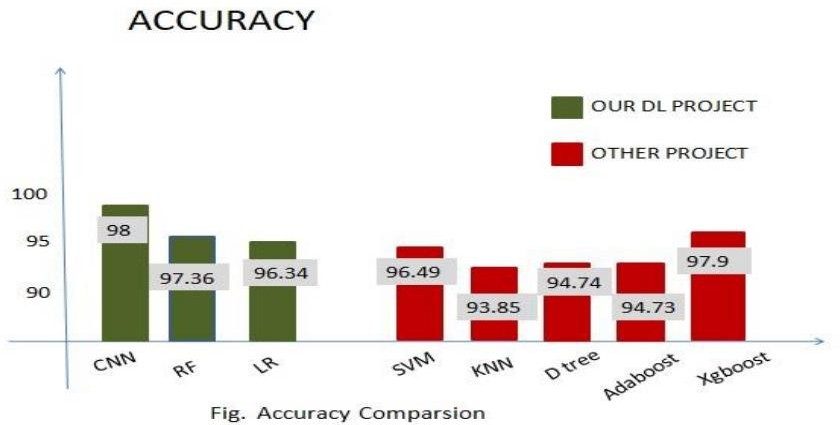 ACCURACY
OUR DL PROJECT
OTHER PROJECT
100
95
90
98
97.36
96.34
96.49
93.85
94.74
94.73
97.9
CNN
RF
LR
SVM
KNN
D tree
Adaboost
Xgboost
Fig. Accuracy Comparsion